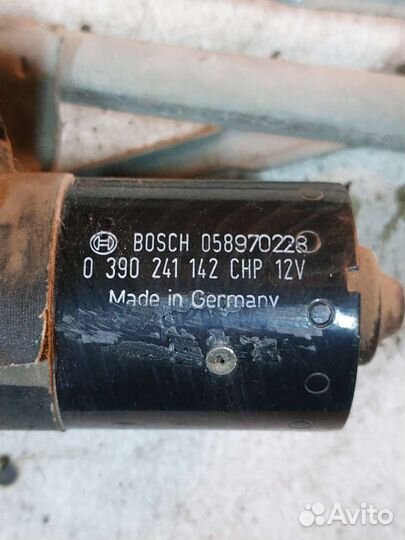 BOSCH 058970228
0 390 241 142 CHP 12V
Made in Germany
Avito